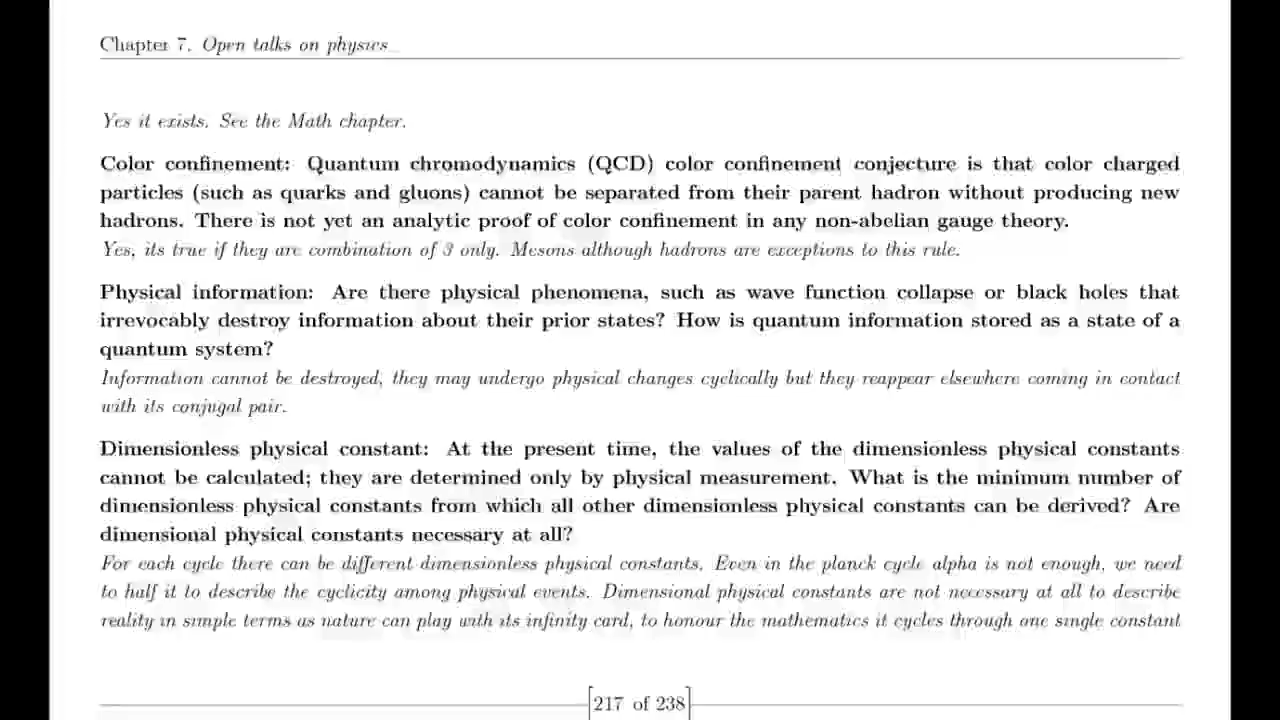 Chapter 7. Open talks on physics
Yes it exists. See the Math chapter.
Color confinement: Quantum chromodynamics (QCD) color confinement conjecture is that color charged
particles (such as quarks and gluons) cannot be separated from their parent hadron without producing new
hadrons. There is not yet an analytic proof of color confinement in any non-abelian gauge theory.
Yes, its true if they are combination of 3 only. Mesons although hadrons are exceptions to this rule.
Physical information: Are there physical phenomena, such as wave function collapse or black holes that
irrevocably destroy information about their prior states? How is quantum information stored as a state of a
quantum system?
Information cannot be destroyed, they may undergo physical changes cyclically but they reappear elsewhere coming in contact
with its conjugal pair.
Dimensionless physical constant: At the present time, the values of the dimensionless physical constants
cannot be calculated; they are determined only by physical measurement. What is the minimum number of
dimensionless physical constants from which all other dimensionless physical constants can be derived? Are
dimensional physical constants necessary at all?
For each cycle there can be different dimensionless physical constants. Even in the planck cycle alpha is not enough, we need
to half it to describe the cyclicity among physical events. Dimensional physical constants are not necessary at all to describe
reality in simple terms as nature can play with its infinity card, to honour the mathematics it cycles through one single constant
217 of 238